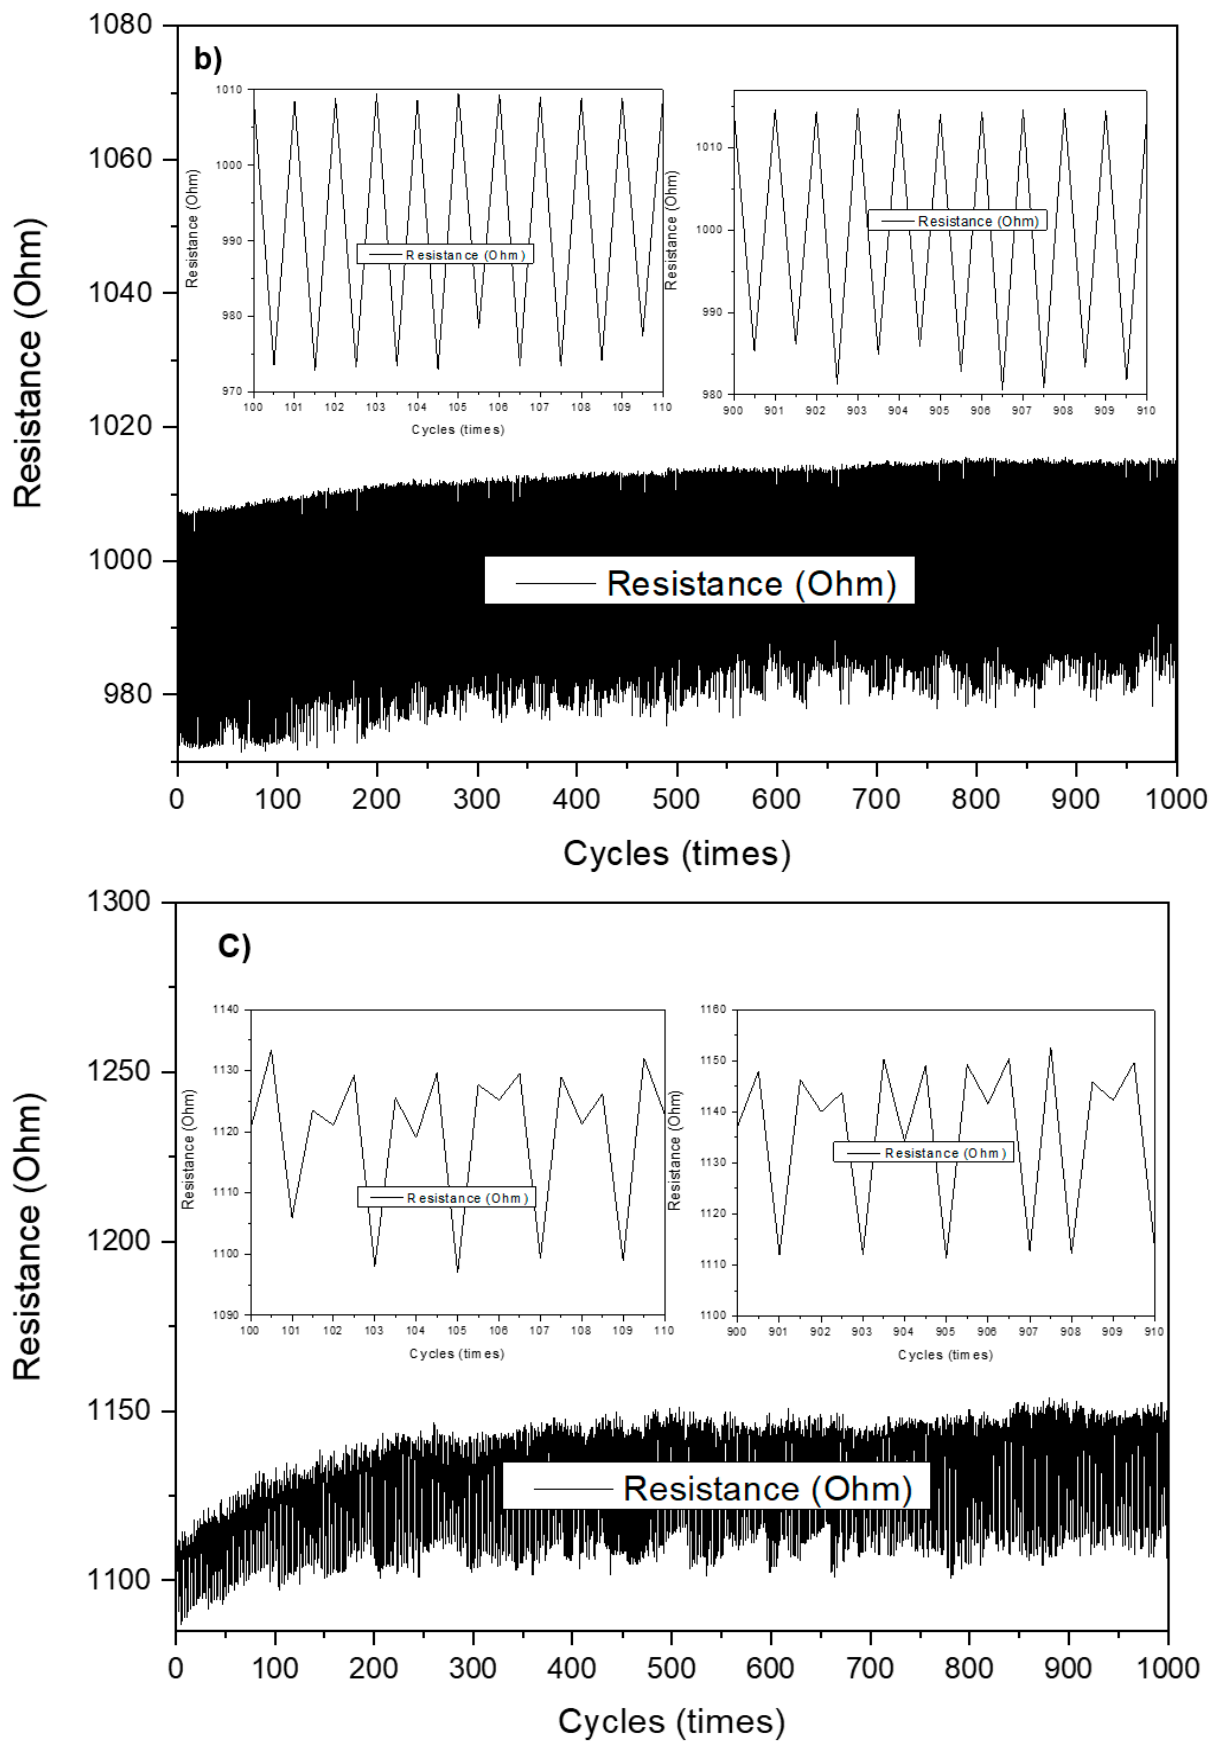 b)
Resistance (Ohm)
1080
1060
1040
1020
1000
980
0 100 200 300 400 500 600 700 800 900 1000
Cycles (times)
Resistance (Ohm)
Resistance (Ohm)
1010
1000
990
980
970
100 101 102 103 104 105 106 107 108 109 110
Cycles (times)
Resistance (Ohm)
Resistance (Ohm)
1010
1000
990
980
900 901 902 903 904 905 906 907 908 909 910
Resistance (Ohm)
C)
Resistance (Ohm)
1300
1250
1200
1150
1100
0 100 200 300 400 500 600 700 800 900 1000
Cycles (times)
Resistance (Ohm)
Resistance (Ohm)
1140
1130
1120
1110
1100
1090
100 101 102 103 104 105 106 107 108 109 110
Cycles (times)
Resistance (Ohm)
Resistance (Ohm)
1160
1150
1140
1130
1120
1110
1100
900 901 902 903 904 905 906 907 908 909 910
Cycles (times)
Resistance (Ohm)